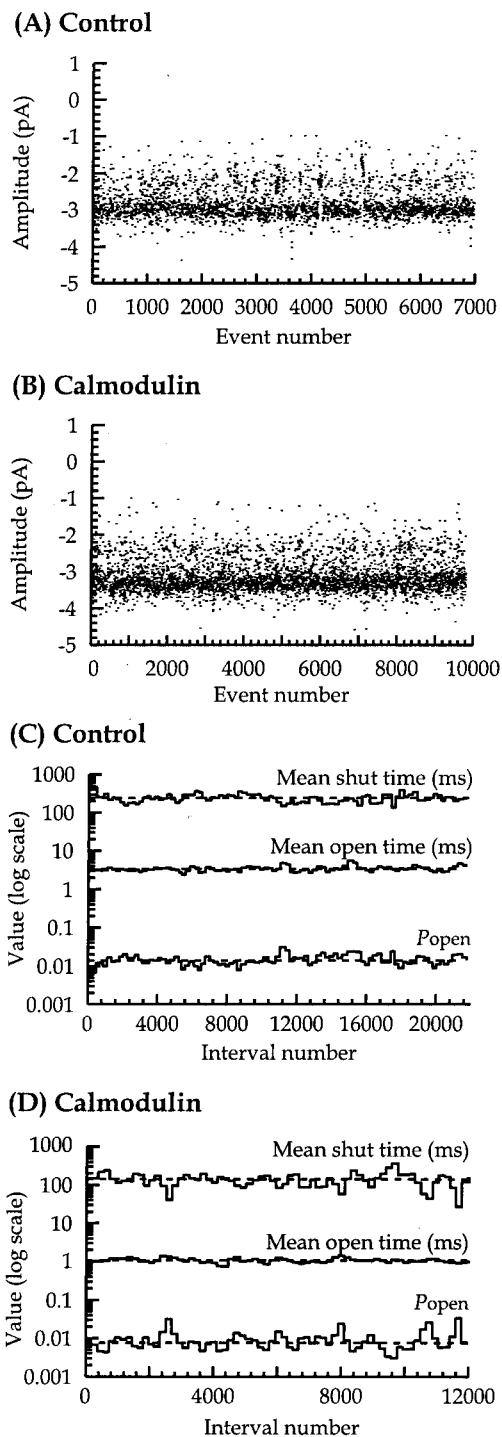 (A) Control
1
0
-1
-2
-3
-4
-5
Amplitude (pA)
0 1000 2000 3000 4000 5000 6000 7000
Event number
(B) Calmodulin
1
0
-1
-2
-3
-4
-5
Amplitude (pA)
0 2000 4000 6000 8000 10000
Event number
(C) Control
1000
100
10
1
0.1
0.01
0.001
Value (log scale)
Mean shut time (ms)
Mean open time (ms)
Popen
0 4000 8000 12000 16000 20000
Interval number
(D) Calmodulin
1000
100
10
1
0.1
0.01
0.001
Value (log scale)
Mean shut time (ms)
Mean open time (ms)
Popen
0 4000 8000 12000
Interval number